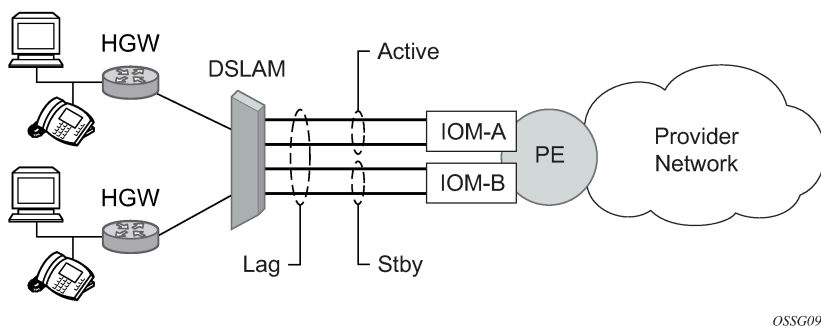 HGW
DSLAM
Active
IOM-A
IOM-B
PE
Provider
Network
HGW
Lag
Stby
OSSG09